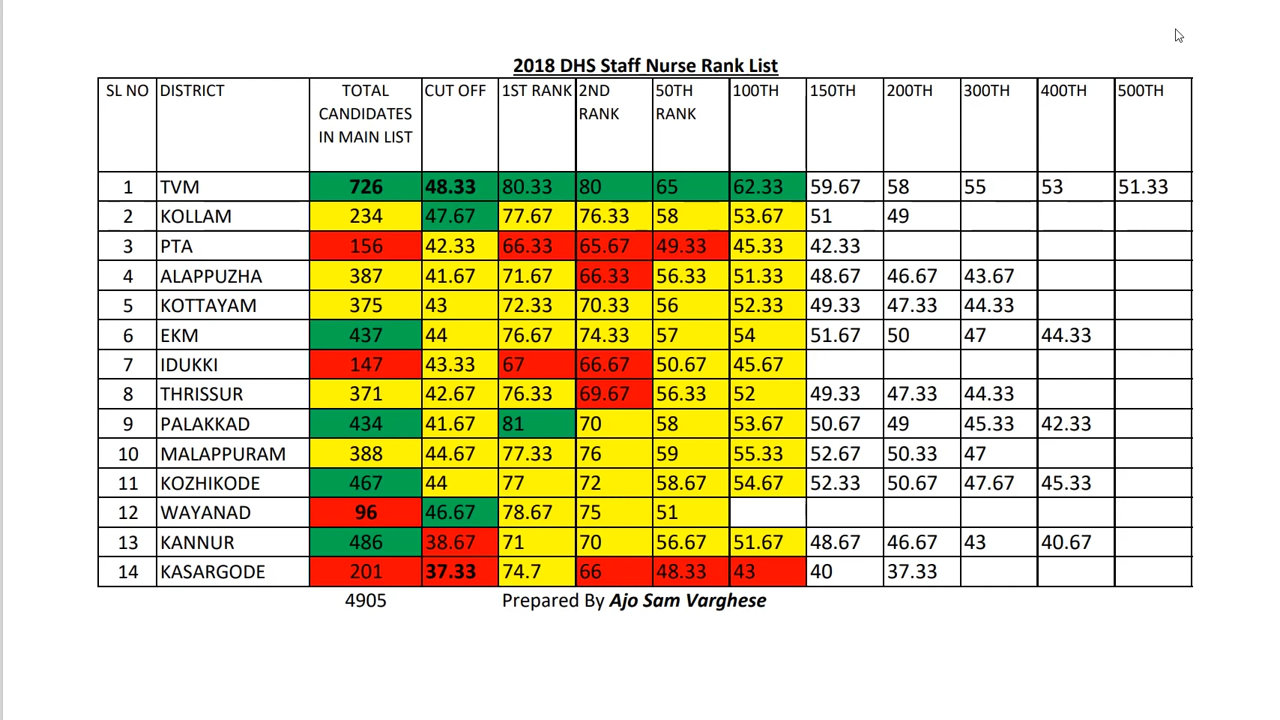 2018 DHS Staff Nurse Rank List
SL NO DISTRICT TOTAL CANDIDATES IN MAIN LIST CUT OFF 1ST RANK 2ND RANK 50TH RANK 100TH 150TH 200TH 300TH 400TH 500TH
1 TVM 726 48.33 80.33 80 65 62.33 59.67 58 55 53 51.33
2 KOLLAM 234 47.67 77.67 76.33 58 53.67 51 49
3 PTA 156 42.33 66.33 65.67 49.33 45.33 42.33
4 ALAPPUZHA 387 41.67 71.67 66.33 56.33 51.33 48.67 46.67 43.67
5 KOTTAYAM 375 43 72.33 70.33 56 52.33 49.33 47.33 44.33
6 EKM 437 44 76.67 74.33 57 54 51.67 50 47 44.33
7 IDUKKI 147 43.33 67 66.67 50.67 45.67
8 THRISSUR 371 42.67 76.33 69.67 56.33 52 49.33 47.33 44.33
9 PALAKKAD 434 41.67 81 70 58 53.67 50.67 49 45.33 42.33
10 MALAPPURAM 388 44.67 77.33 76 59 55.33 52.67 50.33 47
11 KOZHIKODE 467 44 77 72 58.67 54.67 52.33 50.67 47.67 45.33
12 WAYANAD 96 46.67 78.67 75 51
13 KANNUR 486 38.67 71 70 56.67 51.67 48.67 46.67 43 40.67
14 KASARGODE 201 37.33 74.7 66 48.33 43 40 37.33
4905 Prepared By Ajo Sam Varghese